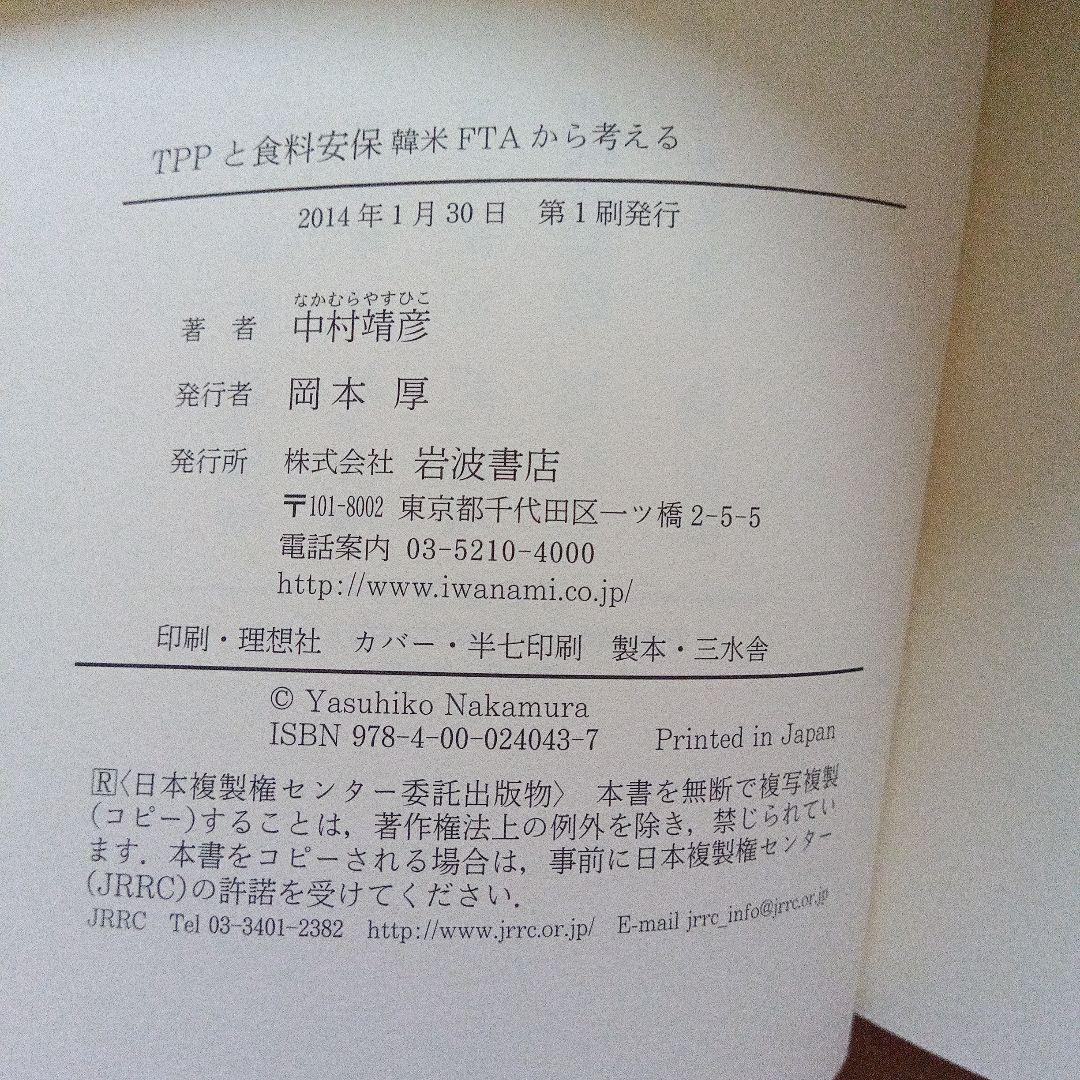 TPPと食料安保 韓米FTAから考える
2014年1月30日　第1刷発行
なかむらやすひこ
著　者　中村靖彦
発行者　岡本　厚
発行所　株式会社 岩波書店
〒101-8002 東京都千代田区一ツ橋2-5-5
電話案内 03-5210-4000
http://www.iwanami.co.jp/
印刷・理想社　カバー・半七印刷　製本・三水舎
© Yasuhiko Nakamura
ISBN 978-4-00-024043-7　Printed in Japan
Ⓡ〈日本複製権センター委託出版物〉　本書を無断で複写複製
(コピー)することは，著作権法上の例外を除き，禁じられてい
ます．本書をコピーされる場合は，事前に日本複製権センター
(JRRC)の許諾を受けてください．
JRRC　Tel 03-3401-2382　http://www.jrrc.or.jp/　E-mail jrrc_info@jrrc.or.jp